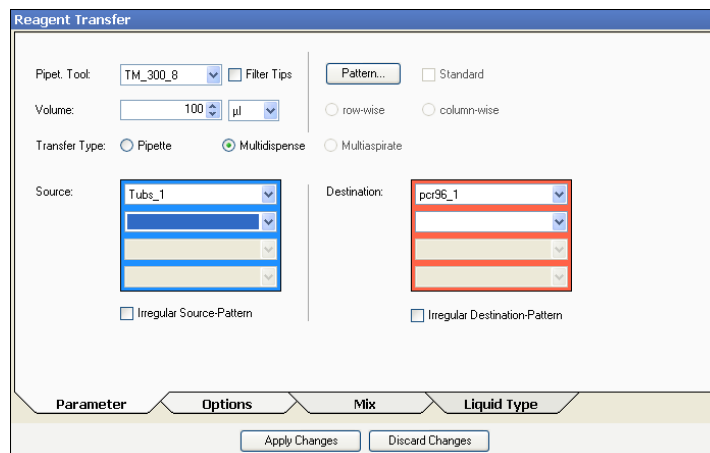 Reagent Transfer
Pipet. Tool: TM_300_8 Filter Tips Pattern... Standard
Volume: 100 µl row-wise column-wise
Transfer Type: Pipette Multidispense Multiaspirate
Source: Tubs_1 Destination: pcr96_1
Irregular Source-Pattern Irregular Destination-Pattern
Parameter Options Mix Liquid Type
Apply Changes Discard Changes